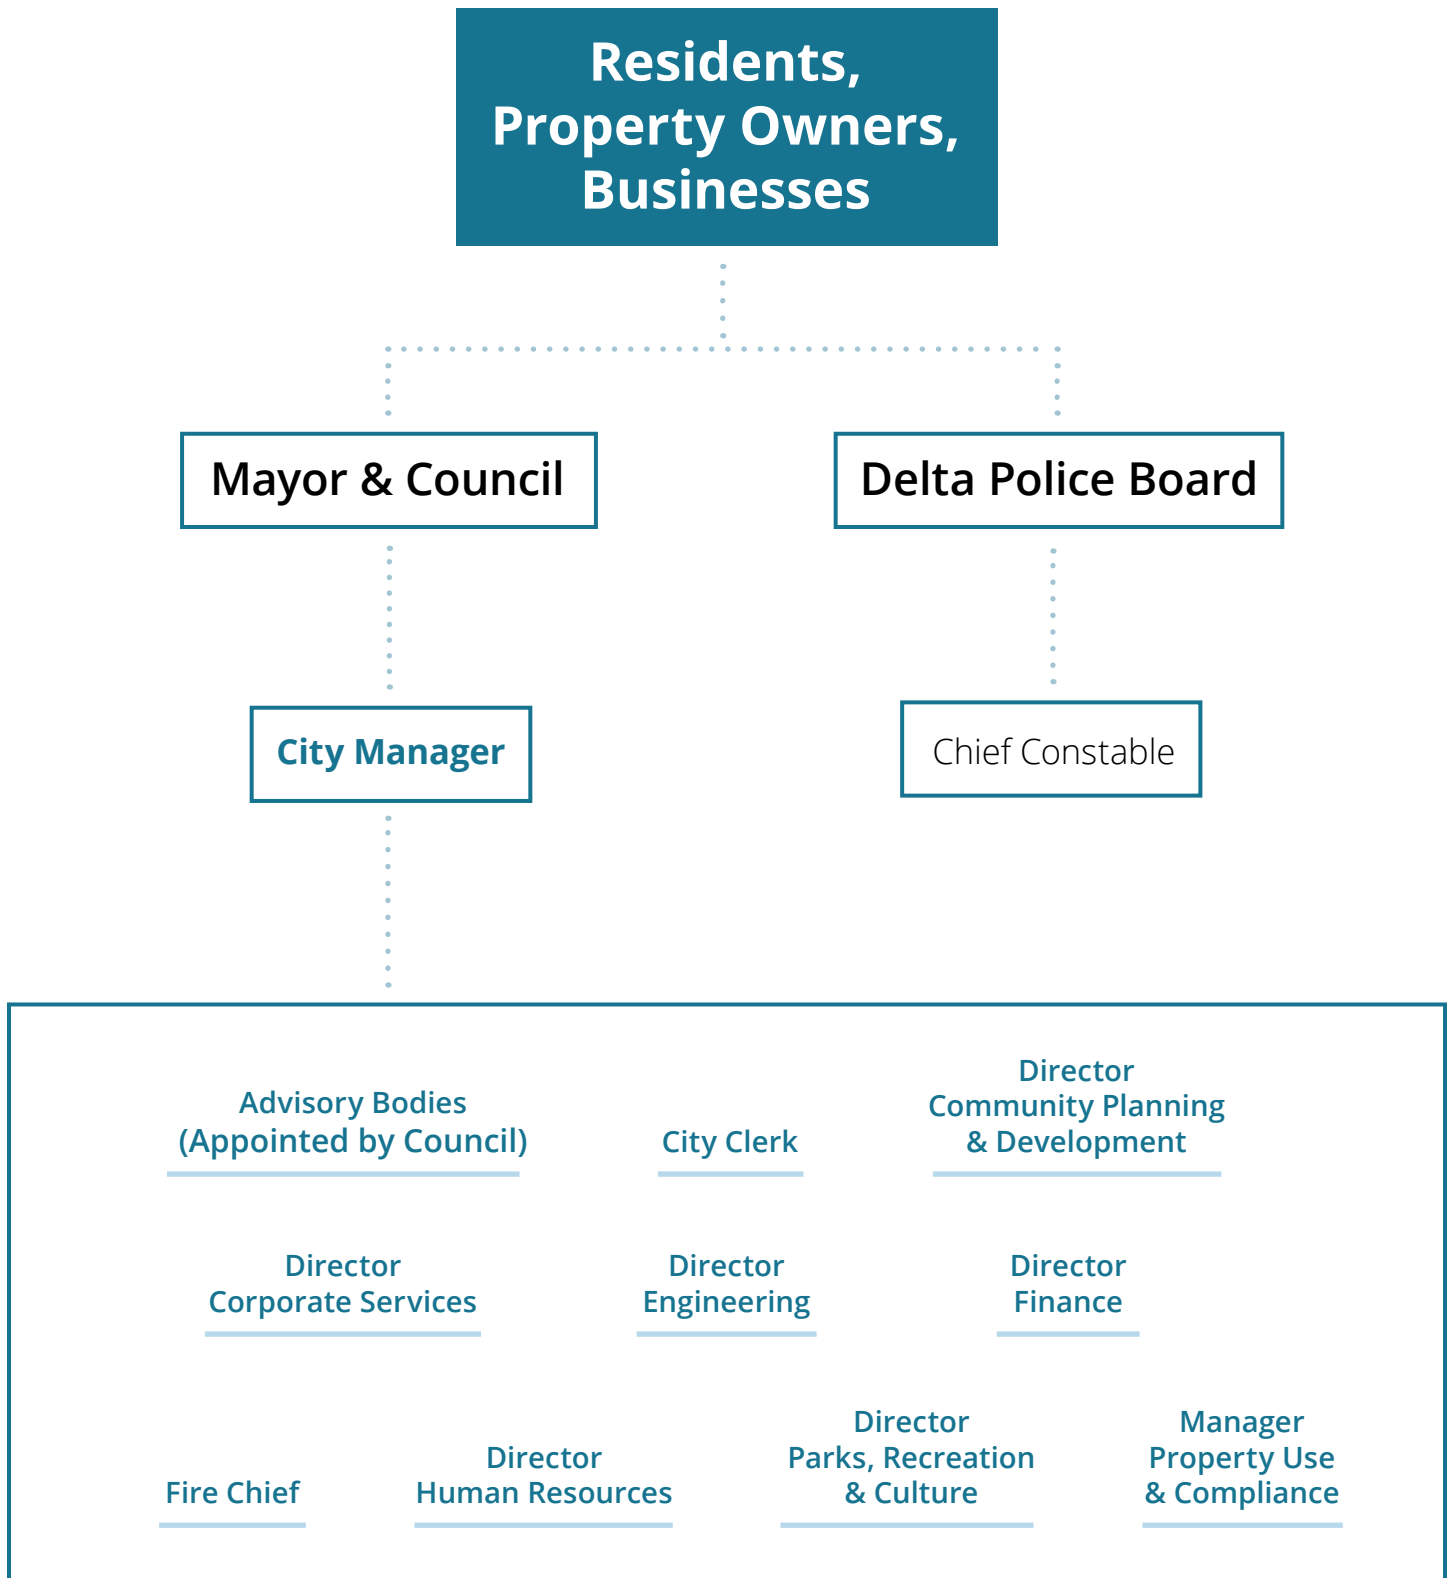 Residents,
Property Owners,
Businesses
Mayor & Council
Delta Police Board
City Manager
Chief Constable
Advisory Bodies
(Appointed by Council)
City Clerk
Director
Community Planning
& Development
Director
Corporate Services
Director
Engineering
Director
Finance
Fire Chief
Director
Human Resources
Director
Parks, Recreation
& Culture
Manager
Property Use
& Compliance